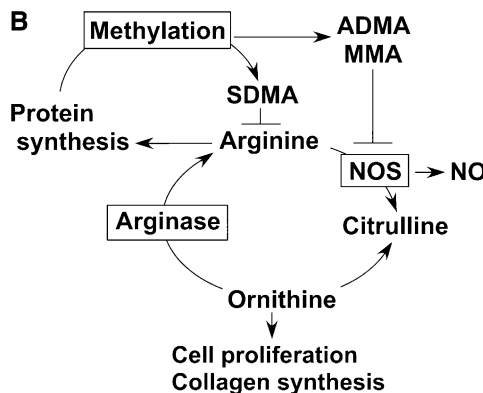 B
Methylation
ADMA
MMA
SDMA
Protein
synthesis
Arginine
NOS
NO
Arginase
Citrulline
Ornithine
Cell proliferation
Collagen synthesis